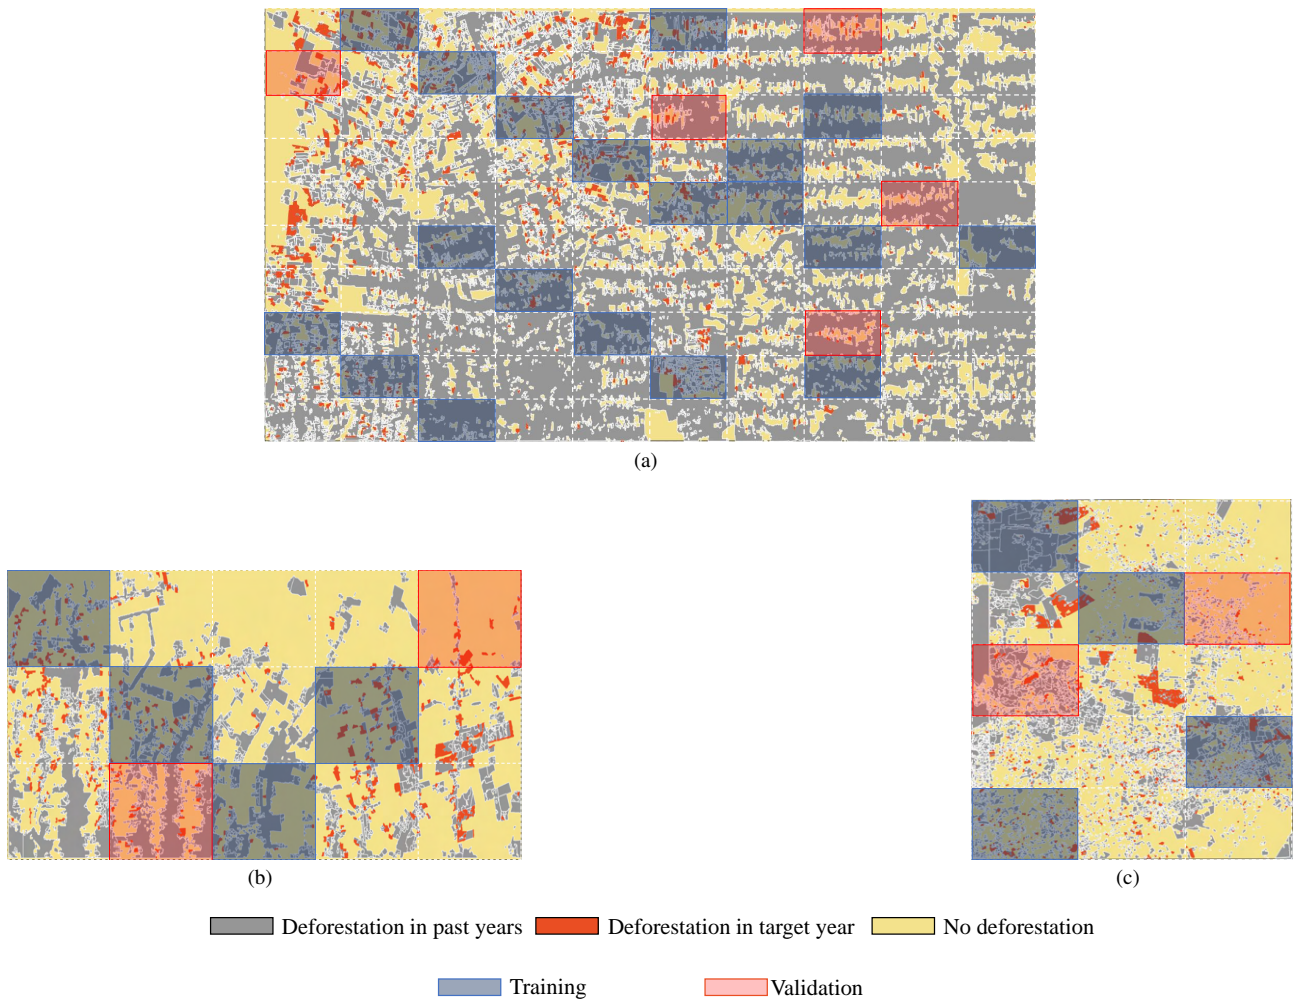 (a)
(b)
(c)
Deforestation in past years
Deforestation in target year
No deforestation
Training
Validation